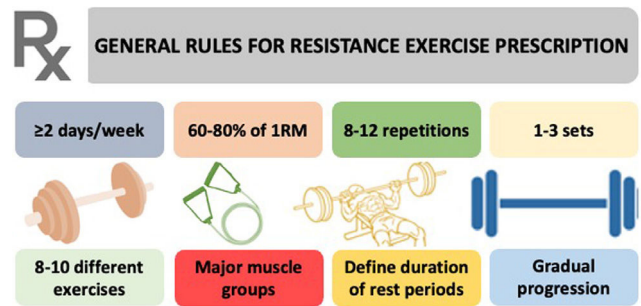 Rx
GENERAL RULES FOR RESISTANCE EXERCISE PRESCRIPTION
≥2 days/week
60-80% of 1RM
8-12 repetitions
1-3 sets
8-10 different
exercises
Major muscle
groups
Define duration
of rest periods
Gradual
progression